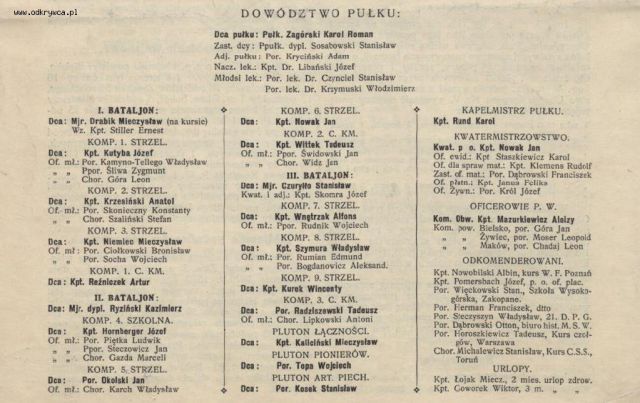 www.odkrywca.pl
DOWÓDZTWO PUŁKU:
Dca pułku: Pułk. Zagórski Karol Roman
Zast. dcy: Ppułk. dypl. Sosabowski Stanisław
Adj. pułku: Por. Kryciński Adam
Nacz. lek.: Kpt. Dr. Libański Józef
Młodsi lek.: Por. lek. Dr. Czynciel Stanisław
Por. lek. Dr. Krzymuski Włodzimierz
I. BATALJON:
Dca: Mjr. Drabik Mieczysław (na kursie)
Wz. Kpt. Stiller Ernest
KOMP. 1. STRZEL.
Dca: Kpt. Kutyba Józef
Of. mł.: Por. Kamyno-Tellego Władysław
„ „ Ppor. Śliwa Zygmunt
„ „ Chor. Góra Leon
KOMP. 2. STRZEL.
Dca: Kpt. Krzesiński Anatol
Of. mł.: Por. Skonieczny Konstanty
„ „ Chor. Szaliński Stefan
KOMP. 3. STRZEL.
Dca: Kpt. Niemiec Mieczysław
Of. mł.: Por. Ciołkowski Bronisław
„ „ Por. Socha Wojciech
KOMP. 1. C. KM.
Dca: Kpt. Reźniczek Artur
II. BATALJON:
Dca: Mjr. dypl. Ryziński Kazimierz
KOMP. 4. SZKOLNA.
Dca: Kpt. Hornberger Józef
Of. mł.: Por. Piętka Ludwik
„ „ Ppor. Steczowicz Jan
„ „ Chor. Gazda Marceli
KOMP. 5. STRZEL.
Dca: Por. Okolski Jan
Of. mł.: Chor. Karch Władysław
KOMP. 6. STRZEL.
Dca: Kpt. Nowak Jan
KOMP. 2. C. KM.
Dca: Kpt. Wittek Tadeusz
Of. mł.: Ppor. Świdowski Jan
„ „ Chor. Widz Jan
III. BATALJON:
Dca: Mjr. Czuryłło Stanisław
Kwat. i adj.: Kpt. Skomra Józef
KOMP. 7. STRZEL.
Dca: Kpt. Wngtrzak Alfons
Of. mł.: Ppor. Rudnik Wojciech
KOMP. 8. STRZEL.
Dca: Kpt. Szymura Władysław
Of. mł.: Por. Rumian Edmund
„ „ Por. Bogdanowicz Aleksand.
KOMP. 9. STRZEL.
Dca: Kpt. Kurek Wincenty
KOMP. 3. C. KM.
Dca: Por. Radziszewski Tadeusz
Of. mł.: Chor. Lipkowski Antoni
PLUTON ŁĄCZNOŚCI.
Dca: Kpt. Kaliciński Mieczysław
PLUTON PIONIERÓW.
Dca: Por. Topa Wojciech
PLUTON ART. PIECH.
Dca: Por. Kosek Stanisław
KAPELMISTRZ PUŁKU.
Kpt. Rund Karol
KWATERMISTRZOSTWO.
Kwat. p o. Kpt. Nowak Jan
Of. ewid.: Kpt Staszkiewicz Karol
Of. dla spraw mat.: Kpt. Klemens Rudolf
Zast. of. mat.: Por. Dąbrowski Franciszek
Of. płatn.: Kpt. Janus Feliks
Of. Żywn.: Por. Król Józef
OFICEROWIE P. W.
Kom. Obw. Kpt. Mazurkiewicz Aloizy
Kom. pow. Bielsko, por. Góra Jan
„ „ Żywiec, por. Moser Leopold
„ „ Maków, por. Chadaj Leon
ODKOMENDEROWANI.
Kpt. Nowobilski Albin, kurs W. F. Poznań
Kpt. Pomersbach Józef, p. o. of. plac.
Por. Więckowski Stan., Szkoła Wysoko-
górska, Zakopane.
Por. Herman Franciszek, dtto
Por. Szczyszyn Władysław, 21. D. P. G.
Por. Dąbrowski Otton, biuro hist. M. S. W.
Por. Horoszkiewicz Tadeusz, Kurs czoł-
gów, Warszawa
Chor. Michalewicz Stanisław, Kurs C.S.S.,
Toruń
URLOPY.
Kpt. Łojak Miecz., 2 mies. urlop zdrow.
Kpt. Goworek Wiktor, 3 m. „ „